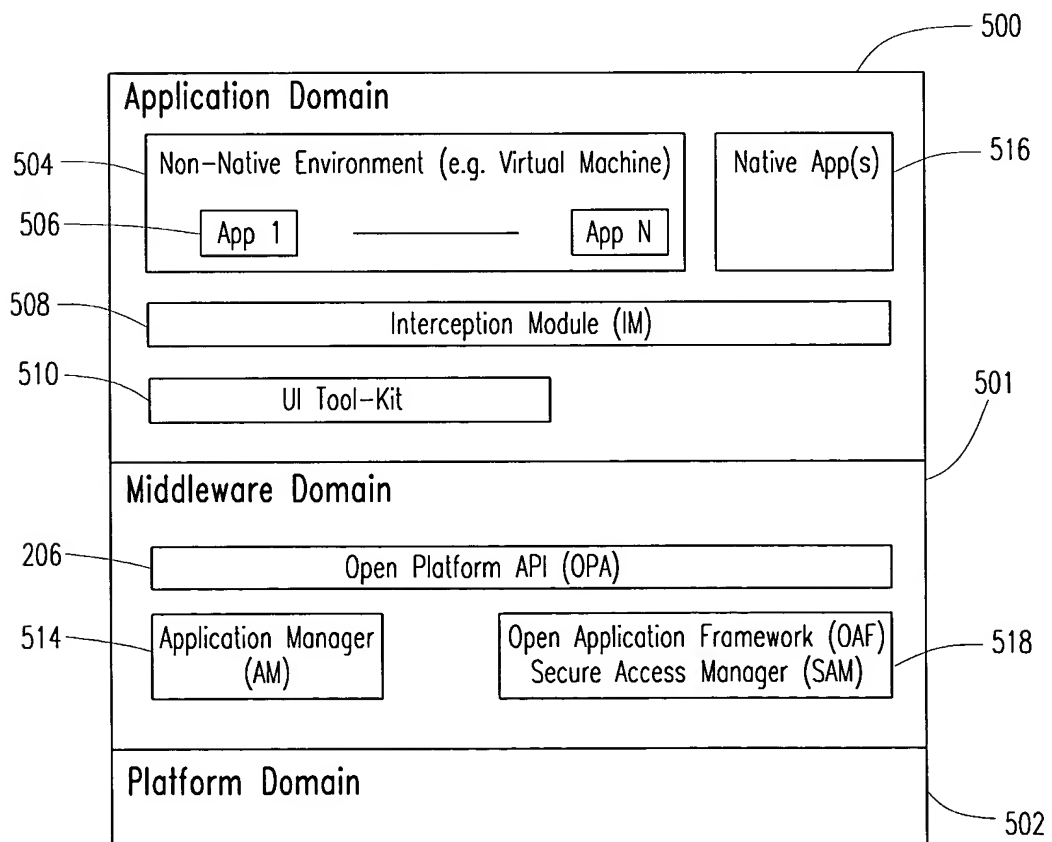 500
Application Domain
504
Non-Native Environment (e.g. Virtual Machine)
Native App(s)
516
506
App 1
App N
508
Interception Module (IM)
510
UI Tool-Kit
501
Middleware Domain
206
Open Platform API (OPA)
514
Application Manager
(AM)
Open Application Framework (OAF)
Secure Access Manager (SAM)
518
Platform Domain
502